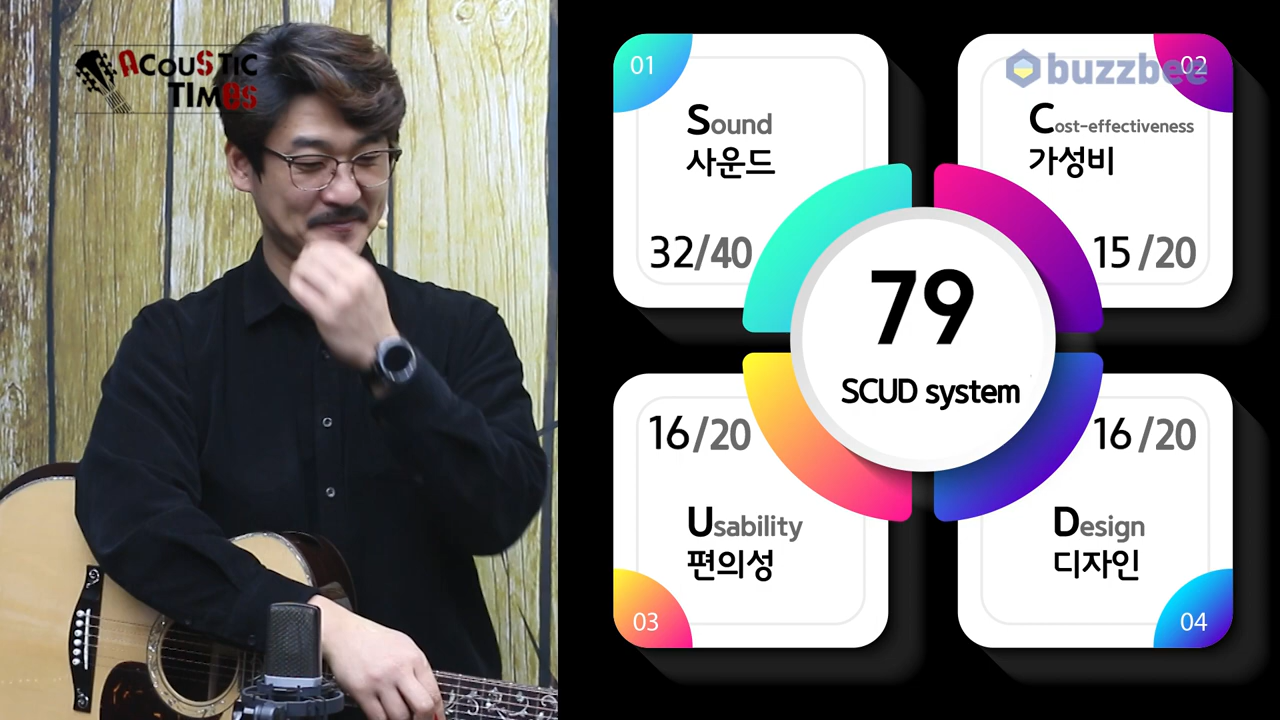 ACOUSTIC
TIMES
01
Sound
사운드
32/40
buzzbee
02
Cost-effectiveness
가성비
15/20
79
SCUD system
16/20
Usability
편의성
03
16/20
Design
디자인
04